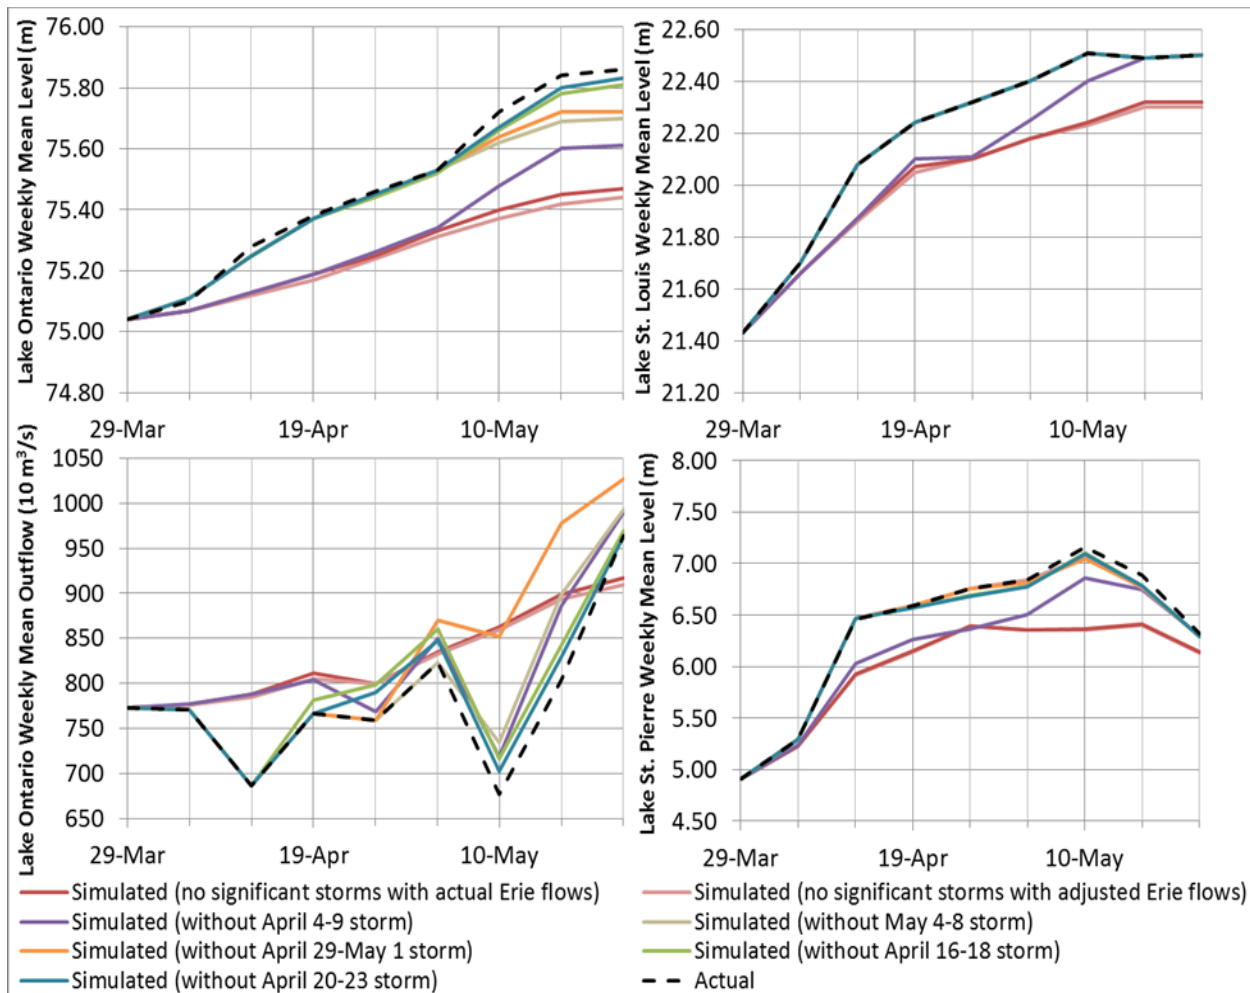 Lake Ontario Weekly Mean Level (m)
76.00
75.80
75.60
75.40
75.20
75.00
74.80
29-Mar 19-Apr 10-May
Lake St. Louis Weekly Mean Level (m)
22.60
22.40
22.20
22.00
21.80
21.60
21.40
21.20
29-Mar 19-Apr 10-May
Lake Ontario Weekly Mean Outflow (10 m³/s)
1050
1000
950
900
850
800
750
700
650
29-Mar 19-Apr 10-May
Lake St. Pierre Weekly Mean Level (m)
8.00
7.50
7.00
6.50
6.00
5.50
5.00
4.50
29-Mar 19-Apr 10-May
Simulated (no significant storms with actual Erie flows)
Simulated (no significant storms with adjusted Erie flows)
Simulated (without April 4-9 storm)
Simulated (without May 4-8 storm)
Simulated (without April 29-May 1 storm)
Simulated (without April 16-18 storm)
Simulated (without April 20-23 storm)
Actual